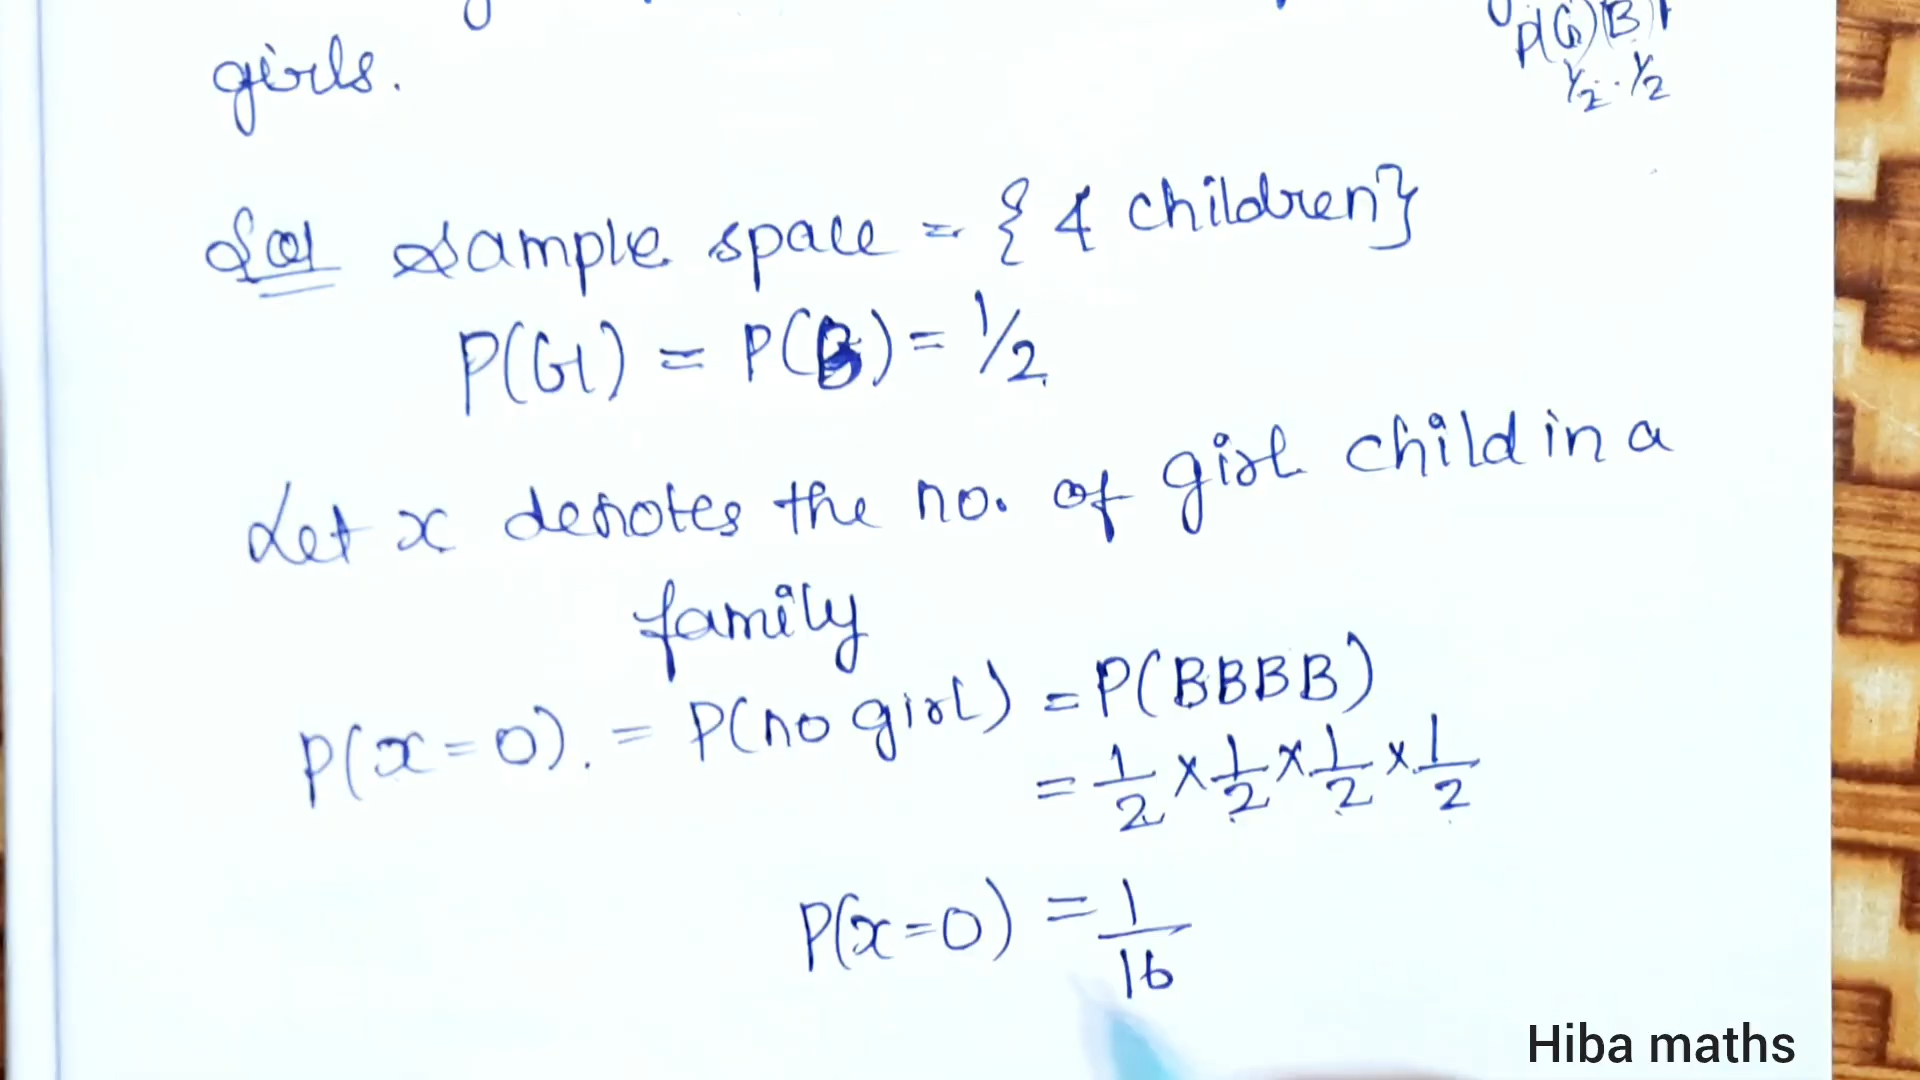 P(G)(B)
girls.
1/2 . 1/2
Sol Sample space = { 4 children}
P(G) = P(B) = 1/2
Let x denotes the no. of girl child in a
family
P(x=0). = P(no girl) = P(BBBB)
= 1/2 × 1/2 × 1/2 × 1/2
P(x=0) = 1/16
Hiba maths